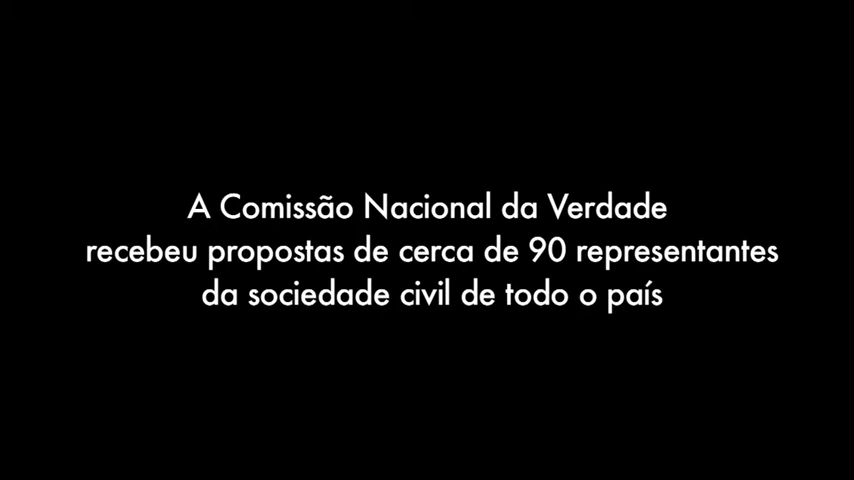 A Comissão Nacional da Verdade
recebeu propostas de cerca de 90 representantes
da sociedade civil de todo o país